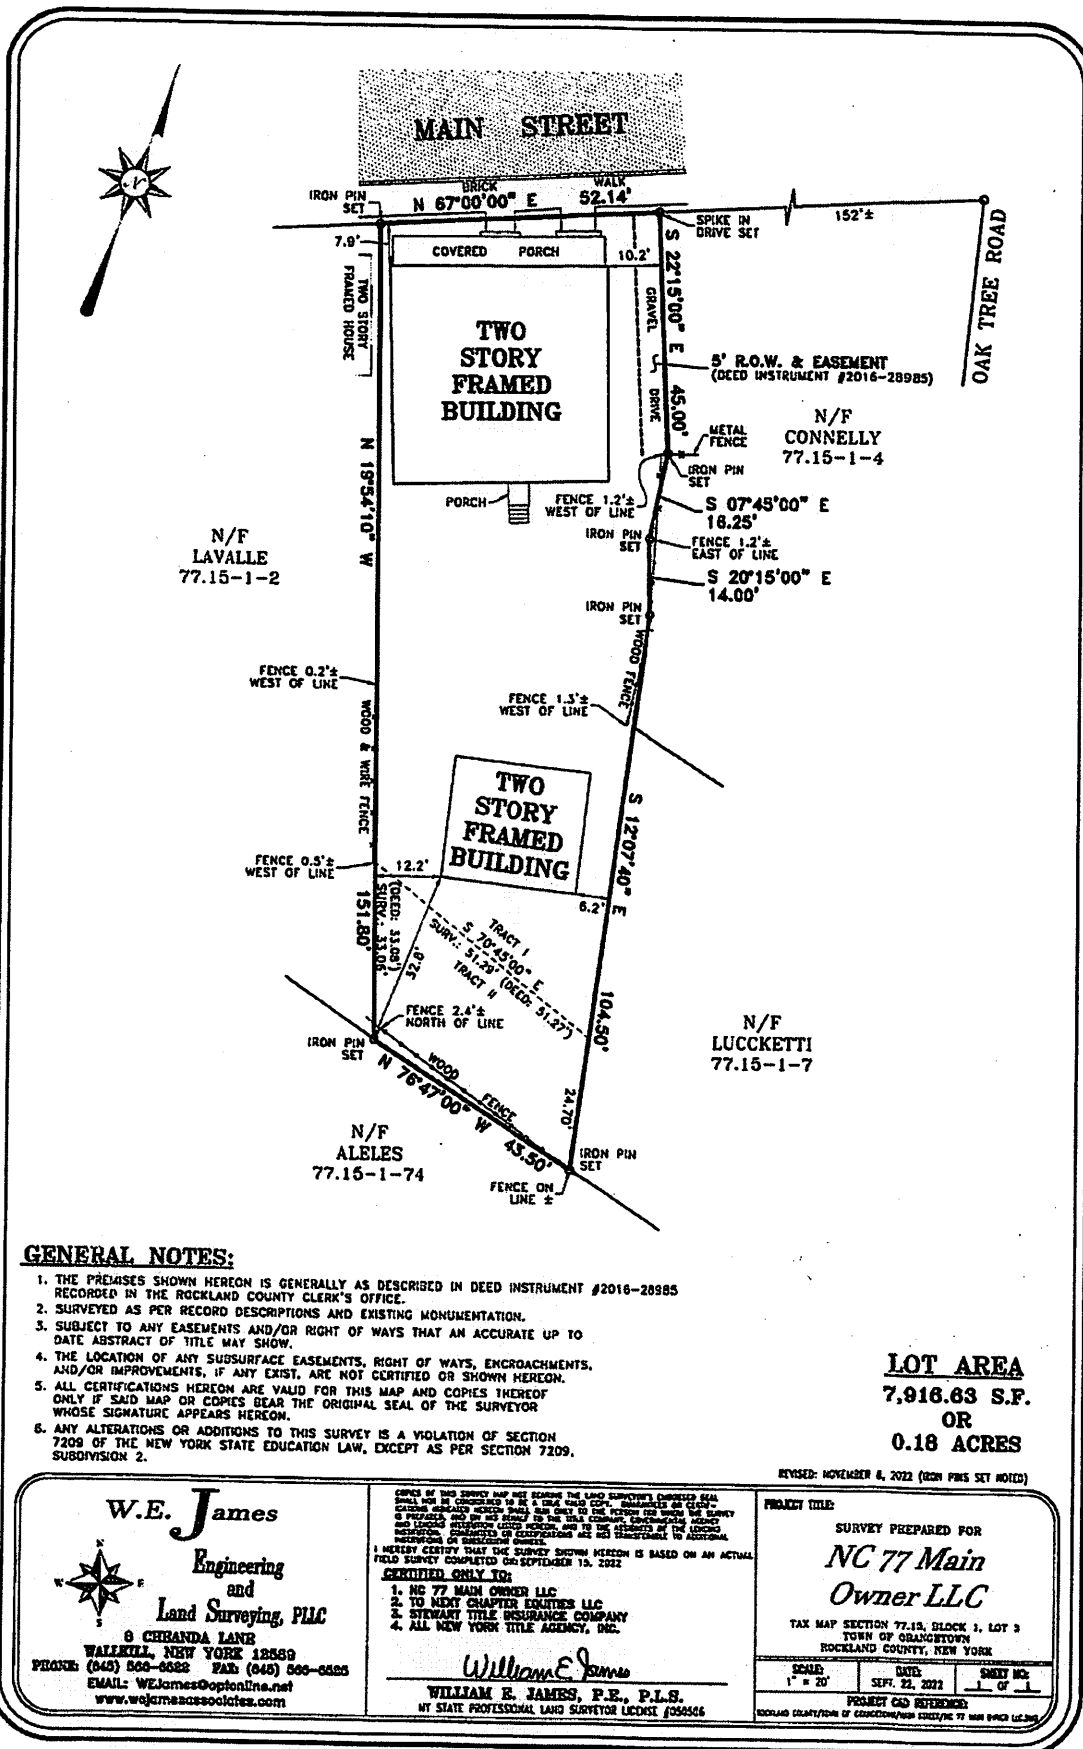 MAIN STREET
BRICK WALK
IRON PIN
SET
N 67°00'00" E 52.14'
SPIKE IN
DRIVE SET
152'±
OAK TREE ROAD
7.9'
COVERED PORCH
10.2'
TWO STORY
FRAMED HOUSE
TWO
STORY
FRAMED
BUILDING
GRAVEL DRIVE
S 22°15'00" E 45.00'
5' R.O.W. & EASEMENT
(DEED INSTRUMENT #2016-28985)
N/F
CONNELLY
77.15-1-4
METAL
FENCE
IRON PIN
SET
PORCH
FENCE 1.2'±
WEST OF LINE
S 07°45'00" E
16.25'
IRON PIN
SET
FENCE 1.2'±
EAST OF LINE
S 20°15'00" E
14.00'
IRON PIN
SET
N 19°54'10" W
151.80'
N/F
LAVALLE
77.15-1-2
FENCE 0.2'±
WEST OF LINE
WOOD FENCE
FENCE 1.3'±
WEST OF LINE
WOOD & WIRE FENCE
TWO
STORY
FRAMED
BUILDING
S 12°07'40" E
104.50'
FENCE 0.5'±
WEST OF LINE
12.2'
6.2'
(DEED: 33.08')
SURV.: 33.06'
32.8'
TRACT I
S 70°45'00" E
SURV.: 51.29' (DEED: 51.27')
TRACT II
FENCE 2.4'±
NORTH OF LINE
IRON PIN
SET
WOOD FENCE
N 76°47'00" W 43.50'
24.70'
N/F
LUCCKETTI
77.15-1-7
N/F
ALELES
77.15-1-74
IRON PIN
SET
FENCE ON
LINE ±
GENERAL NOTES:
1. THE PREMISES SHOWN HEREON IS GENERALLY AS DESCRIBED IN DEED INSTRUMENT #2016-28985
RECORDED IN THE ROCKLAND COUNTY CLERK'S OFFICE.
2. SURVEYED AS PER RECORD DESCRIPTIONS AND EXISTING MONUMENTATION.
3. SUBJECT TO ANY EASEMENTS AND/OR RIGHT OF WAYS THAT AN ACCURATE UP TO
DATE ABSTRACT OF TITLE MAY SHOW.
4. THE LOCATION OF ANY SUBSURFACE EASEMENTS, RIGHT OF WAYS, ENCROACHMENTS,
AND/OR IMPROVEMENTS, IF ANY EXIST, ARE NOT CERTIFIED OR SHOWN HEREON.
5. ALL CERTIFICATIONS HEREON ARE VALID FOR THIS MAP AND COPIES THEREOF
ONLY IF SAID MAP OR COPIES BEAR THE ORIGINAL SEAL OF THE SURVEYOR
WHOSE SIGNATURE APPEARS HEREON.
6. ANY ALTERATIONS OR ADDITIONS TO THIS SURVEY IS A VIOLATION OF SECTION
7209 OF THE NEW YORK STATE EDUCATION LAW, EXCEPT AS PER SECTION 7209,
SUBDIVISION 2.
LOT AREA
7,916.63 S.F.
OR
0.18 ACRES
REVISED: NOVEMBER 8, 2022 (IRON PINS SET NOTED)
W.E. James
Engineering
and
Land Surveying, PLLC
N
W E
S
8 CHEANDA LANE
WALLKILL, NEW YORK 12589
PHONE: (845) 566-6522 FAX: (845) 566-6525
EMAIL: WEJames@optonline.net
www.wejamesassociates.com
I HEREBY CERTIFY THAT THE SURVEY SHOWN HEREON IS BASED ON AN ACTUAL
FIELD SURVEY COMPLETED ON: SEPTEMBER 15, 2022
CERTIFIED ONLY TO:
1. NC 77 MAIN OWNER LLC
2. TO NEXT CHAPTER EQUITIES LLC
3. STEWART TITLE INSURANCE COMPANY
4. ALL NEW YORK TITLE AGENCY, INC.
William E James
WILLIAM E. JAMES, P.E., P.L.S.
NY STATE PROFESSIONAL LAND SURVEYOR LICENSE #050506
PROJECT TITLE:
SURVEY PREPARED FOR
NC 77 Main
Owner LLC
TAX MAP SECTION 77.15, BLOCK 1, LOT 3
TOWN OF ORANGETOWN
ROCKLAND COUNTY, NEW YORK
SCALE:
1" = 20'
DATE:
SEPT. 22, 2022
SHEET NO.:
1 OF 1
PROJECT CAD REFERENCE: